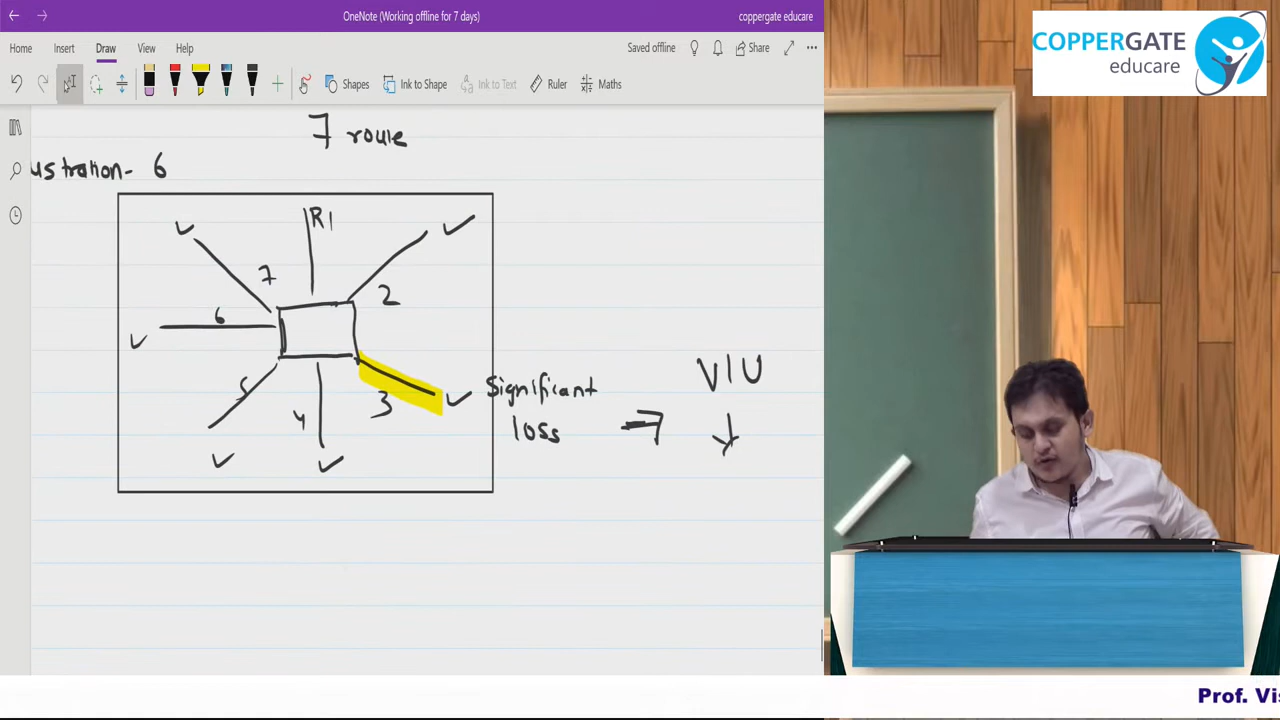 OneNote (Working offline for 7 days)
coppergate educare
Home Insert Draw View Help
Saved offline
Share
Shapes
Ink to Shape
Ink to Text
Ruler
Maths
COPPERGATE
educare
7 route
ustration- 6
R1
7
2
6
5
4
3
Significant
loss
VIU
Prof. Vis